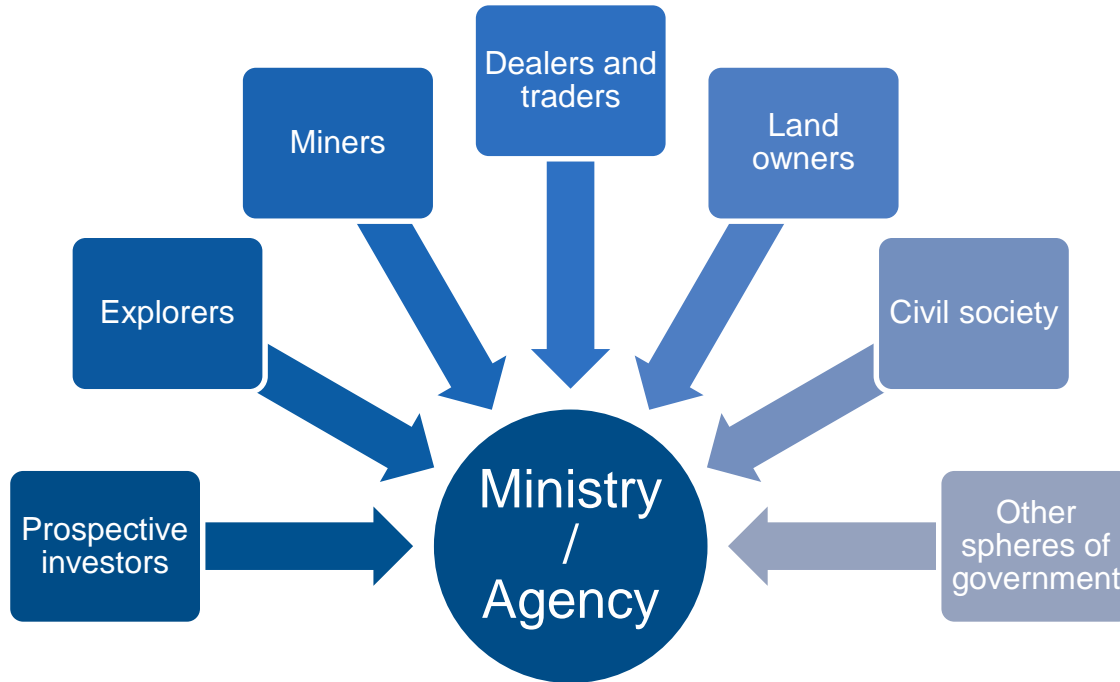 Dealers and
traders
Miners
Land
owners
Explorers
Civil society
Prospective
investors
Other
spheres of
government
Ministry
/
Agency